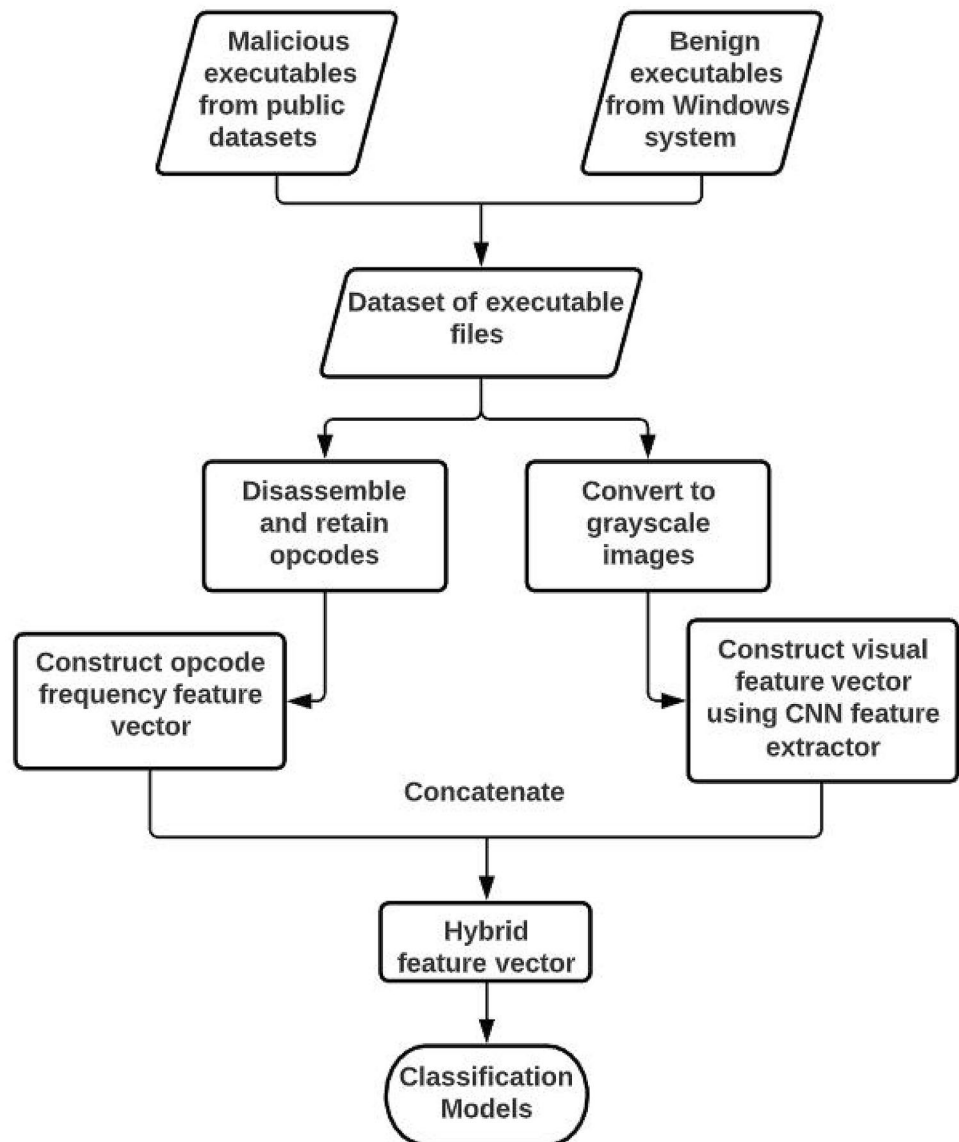 Malicious
executables
from public
datasets
Benign
executables
from Windows
system
Dataset of executable
files
Disassemble
and retain
opcodes
Convert to
grayscale
images
Construct opcode
frequency feature
vector
Construct visual
feature vector
using CNN feature
extractor
Concatenate
Hybrid
feature vector
Classification
Models